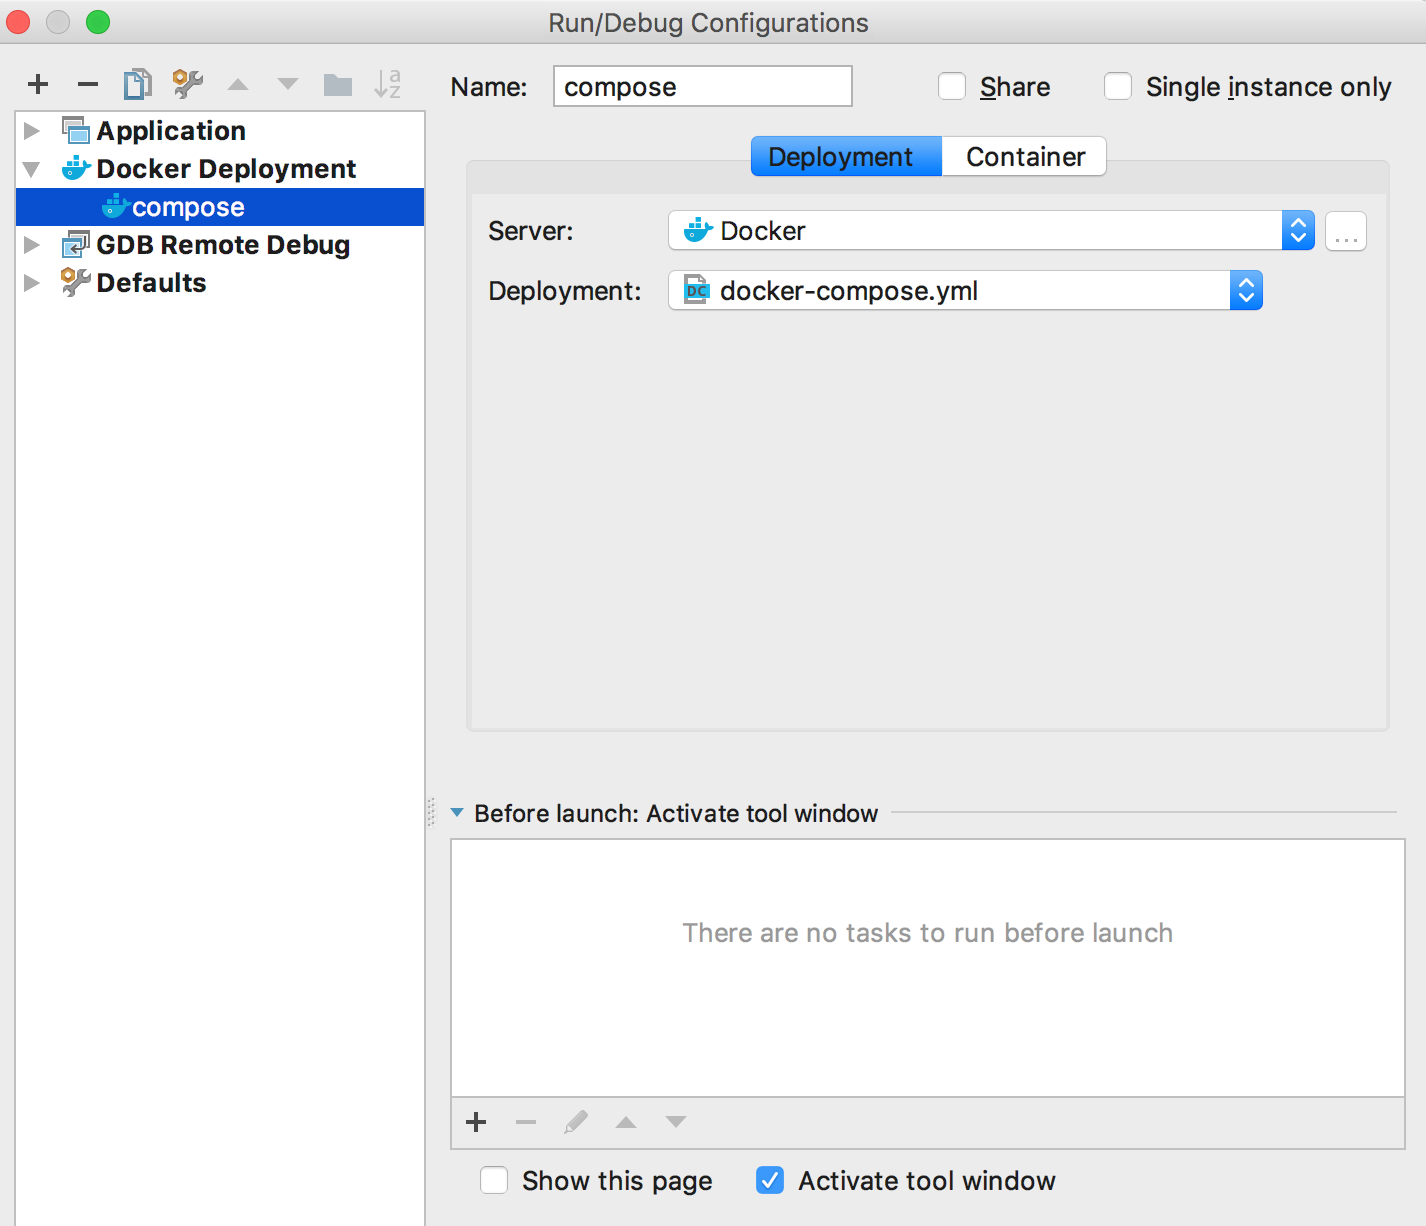 Run/Debug Configurations
Name: compose Share Single instance only
Application
Docker Deployment
compose
GDB Remote Debug
Defaults
Deployment Container
Server: Docker ...
Deployment: DC docker-compose.yml
Before launch: Activate tool window
There are no tasks to run before launch
Show this page Activate tool window